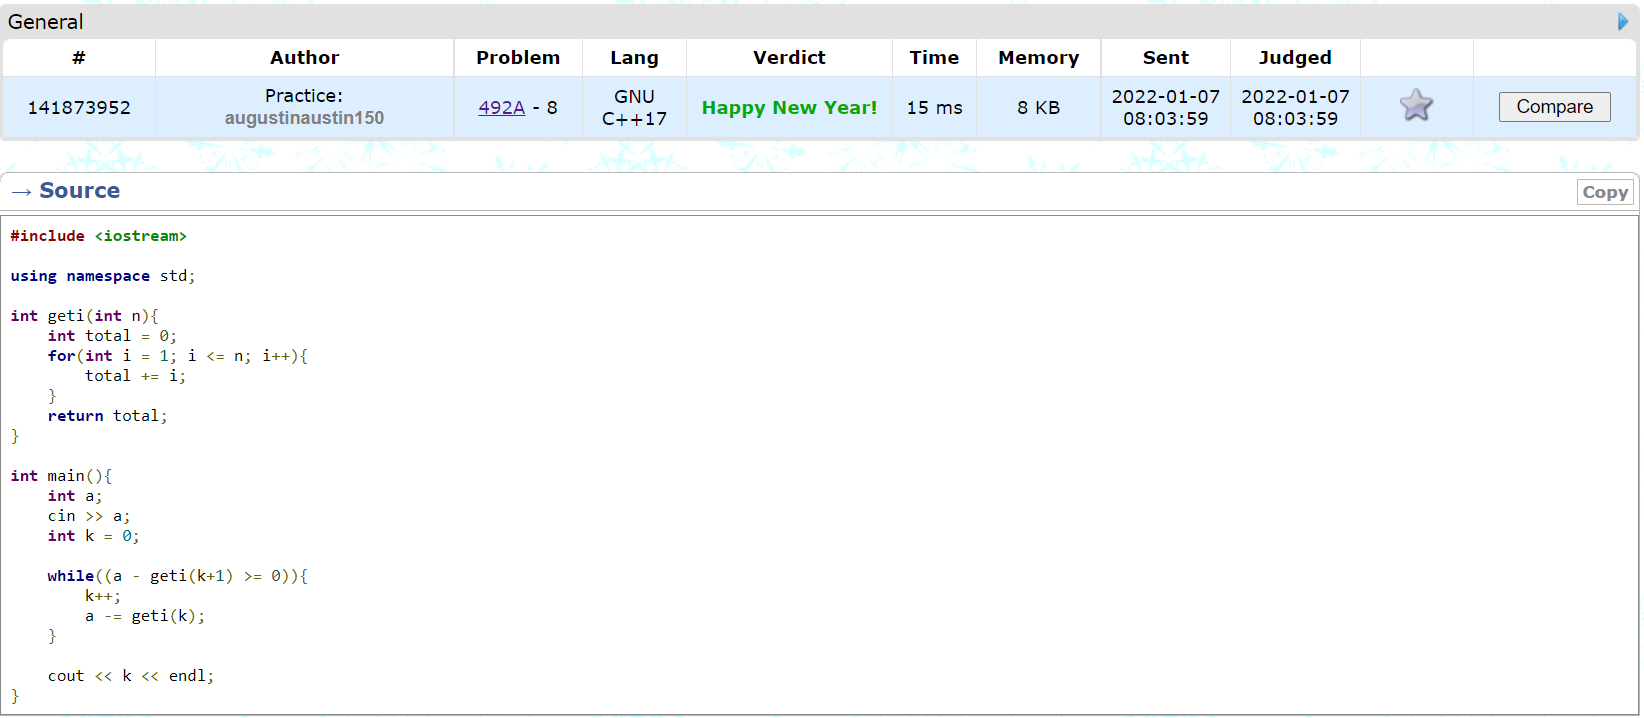 General
# Author Problem Lang Verdict Time Memory Sent Judged
141873952 Practice: augustinaustin150 492A - 8 GNU C++17 Happy New Year! 15 ms 8 KB 2022-01-07 08:03:59 2022-01-07 08:03:59 Compare
→ Source Copy
#include <iostream>
using namespace std;
int geti(int n){
    int total = 0;
    for(int i = 1; i <= n; i++){
        total += i;
    }
    return total;
}
int main(){
    int a;
    cin >> a;
    int k = 0;
    while((a - geti(k+1) >= 0)){
        k++;
        a -= geti(k);
    }
    cout << k << endl;
}